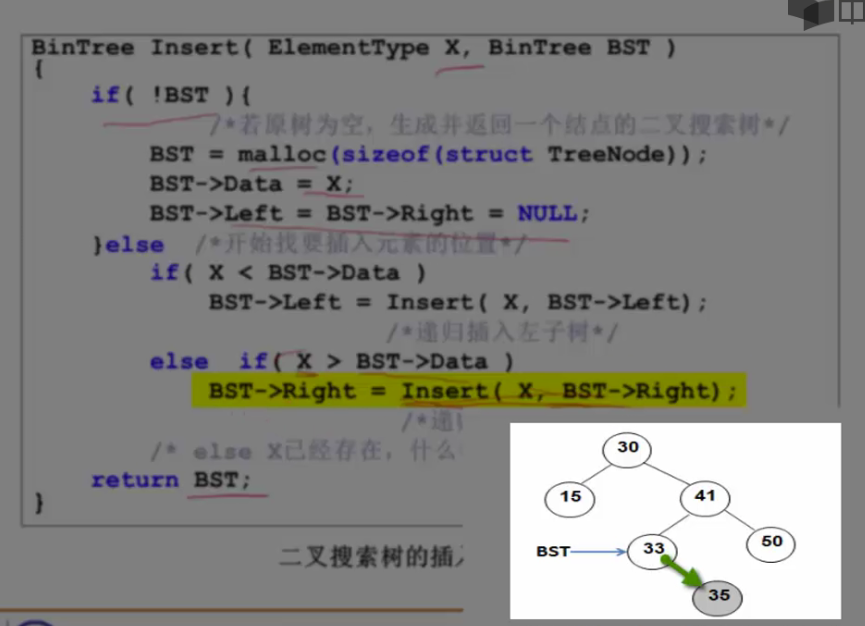 BinTree Insert( ElementType X, BinTree BST )
{
if( !BST ){
/*若原树为空，生成并返回一个结点的二叉搜索树*/
BST = malloc(sizeof(struct TreeNode));
BST->Data = X;
BST->Left = BST->Right = NULL;
}else /*开始找要插入元素的位置*/
if( X < BST->Data )
BST->Left = Insert( X, BST->Left);
/*递归插入左子树*/
else if( X > BST->Data )
BST->Right = Insert( X, BST->Right);
/*递
/* else X已经存在，什么
return BST;
}
二叉搜索树的插
30
15
41
BST
33
50
35